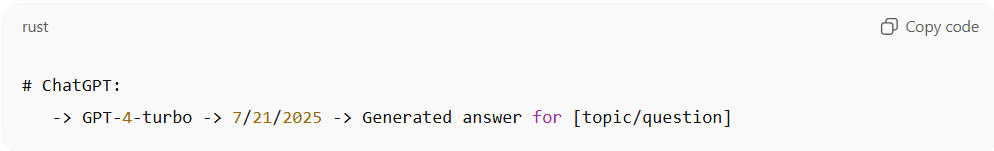 rust
Copy code
# ChatGPT:
-> GPT-4-turbo -> 7/21/2025 -> Generated answer for [topic/question]